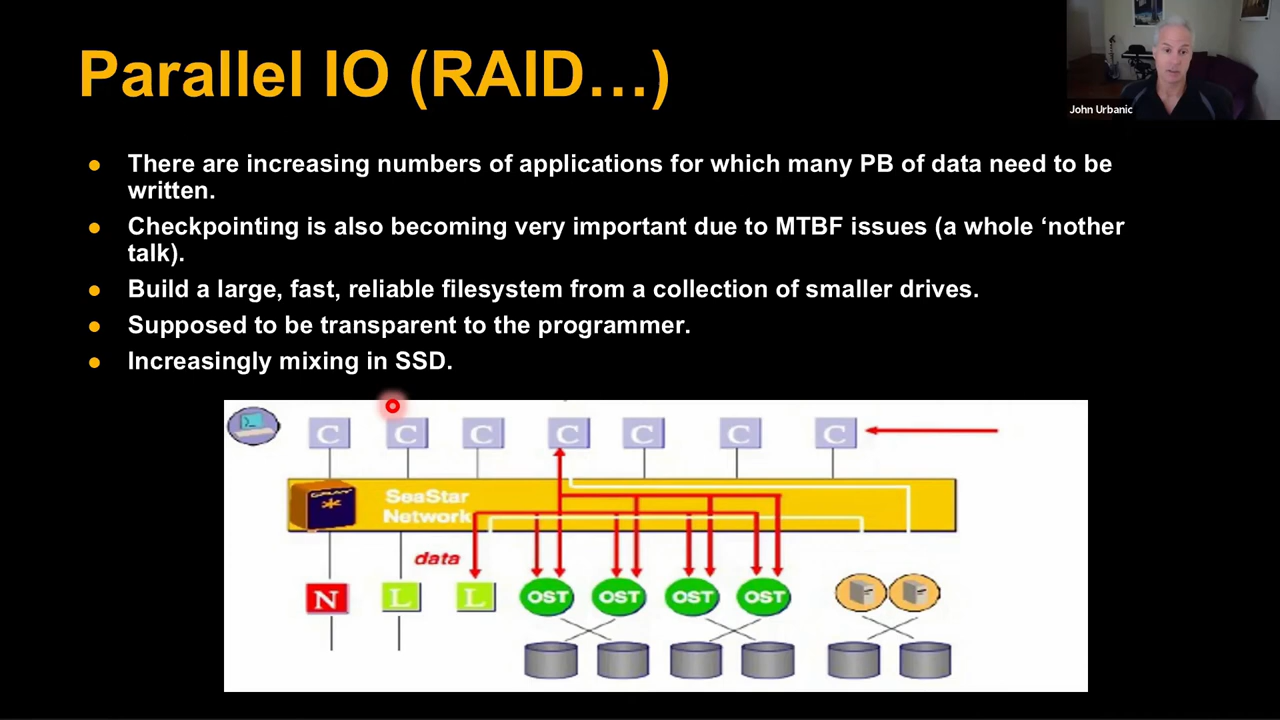 Parallel IO (RAID…)
John Urbanic
● There are increasing numbers of applications for which many PB of data need to be
written.
● Checkpointing is also becoming very important due to MTBF issues (a whole ‘nother
talk).
● Build a large, fast, reliable filesystem from a collection of smaller drives.
● Supposed to be transparent to the programmer.
● Increasingly mixing in SSD.
C C C C C C C
CRAY
SeaStar
Network
data
N L L OST OST OST OST